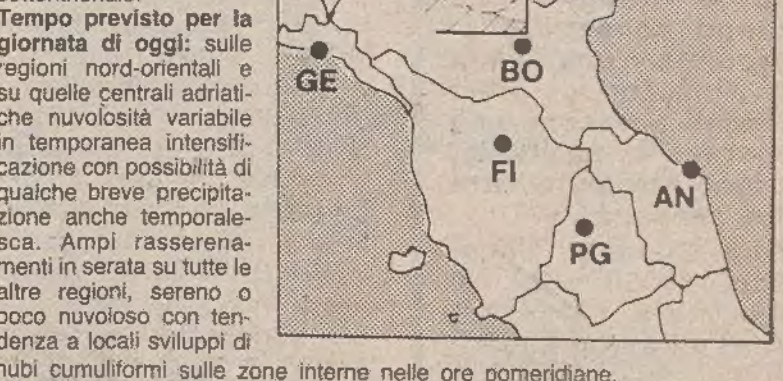 Tempo previsto per la
giornata di oggi: sulle
regioni nord-orientali e
su quelle centrali adriati-
che nuvolosità variabile
in temporanea intensifi-
cazione con possibilità di
qualche breve precipita-
zione anche temporale-
sca. Ampi rasserena-
menti in serata su tutte le
altre regioni, sereno o
poco nuvoloso con ten-
denza a locali sviluppi di
nubi cumuliformi sulle zone interne nelle ore pomeridiane.
GE
BO
FI
AN
PG